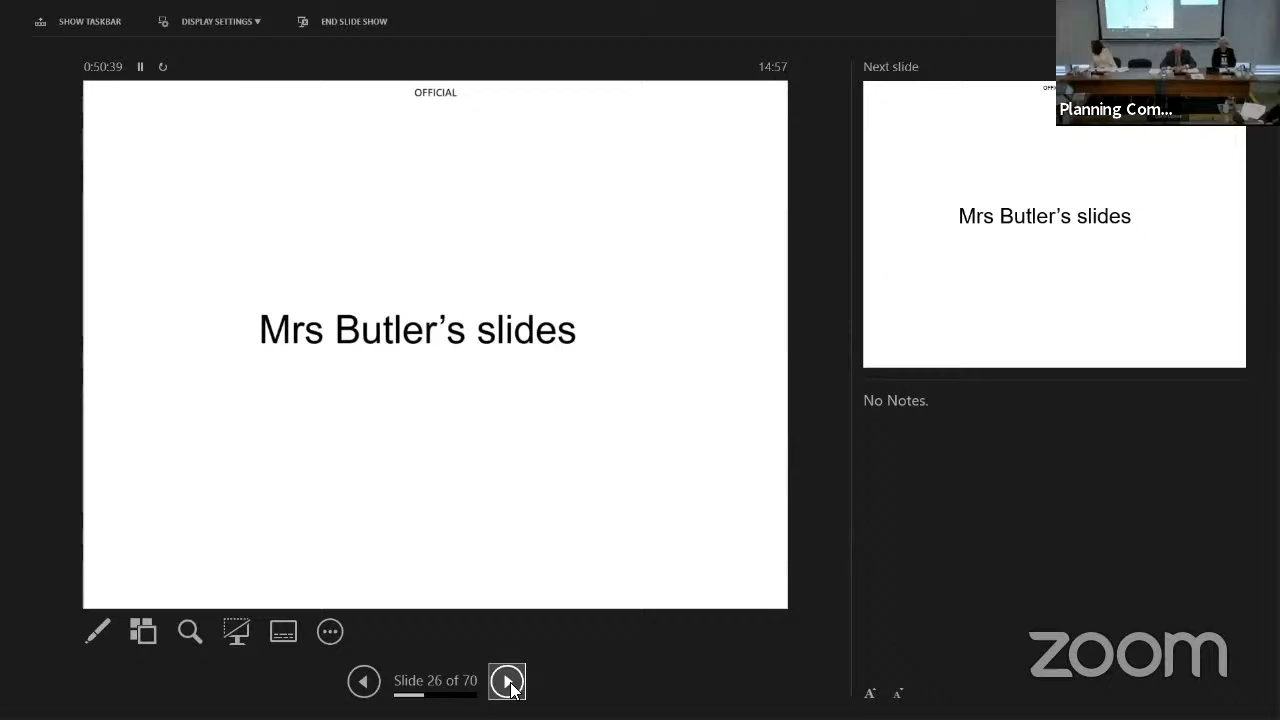 SHOW TASKBAR
DISPLAY SETTINGS ▼
END SLIDE SHOW
0:50:39
14:57
Next slide
OFFICIAL
Planning Com...
Mrs Butler's slides
Mrs Butler’s slides
No Notes.
Slide 26 of 70
A A
zoom